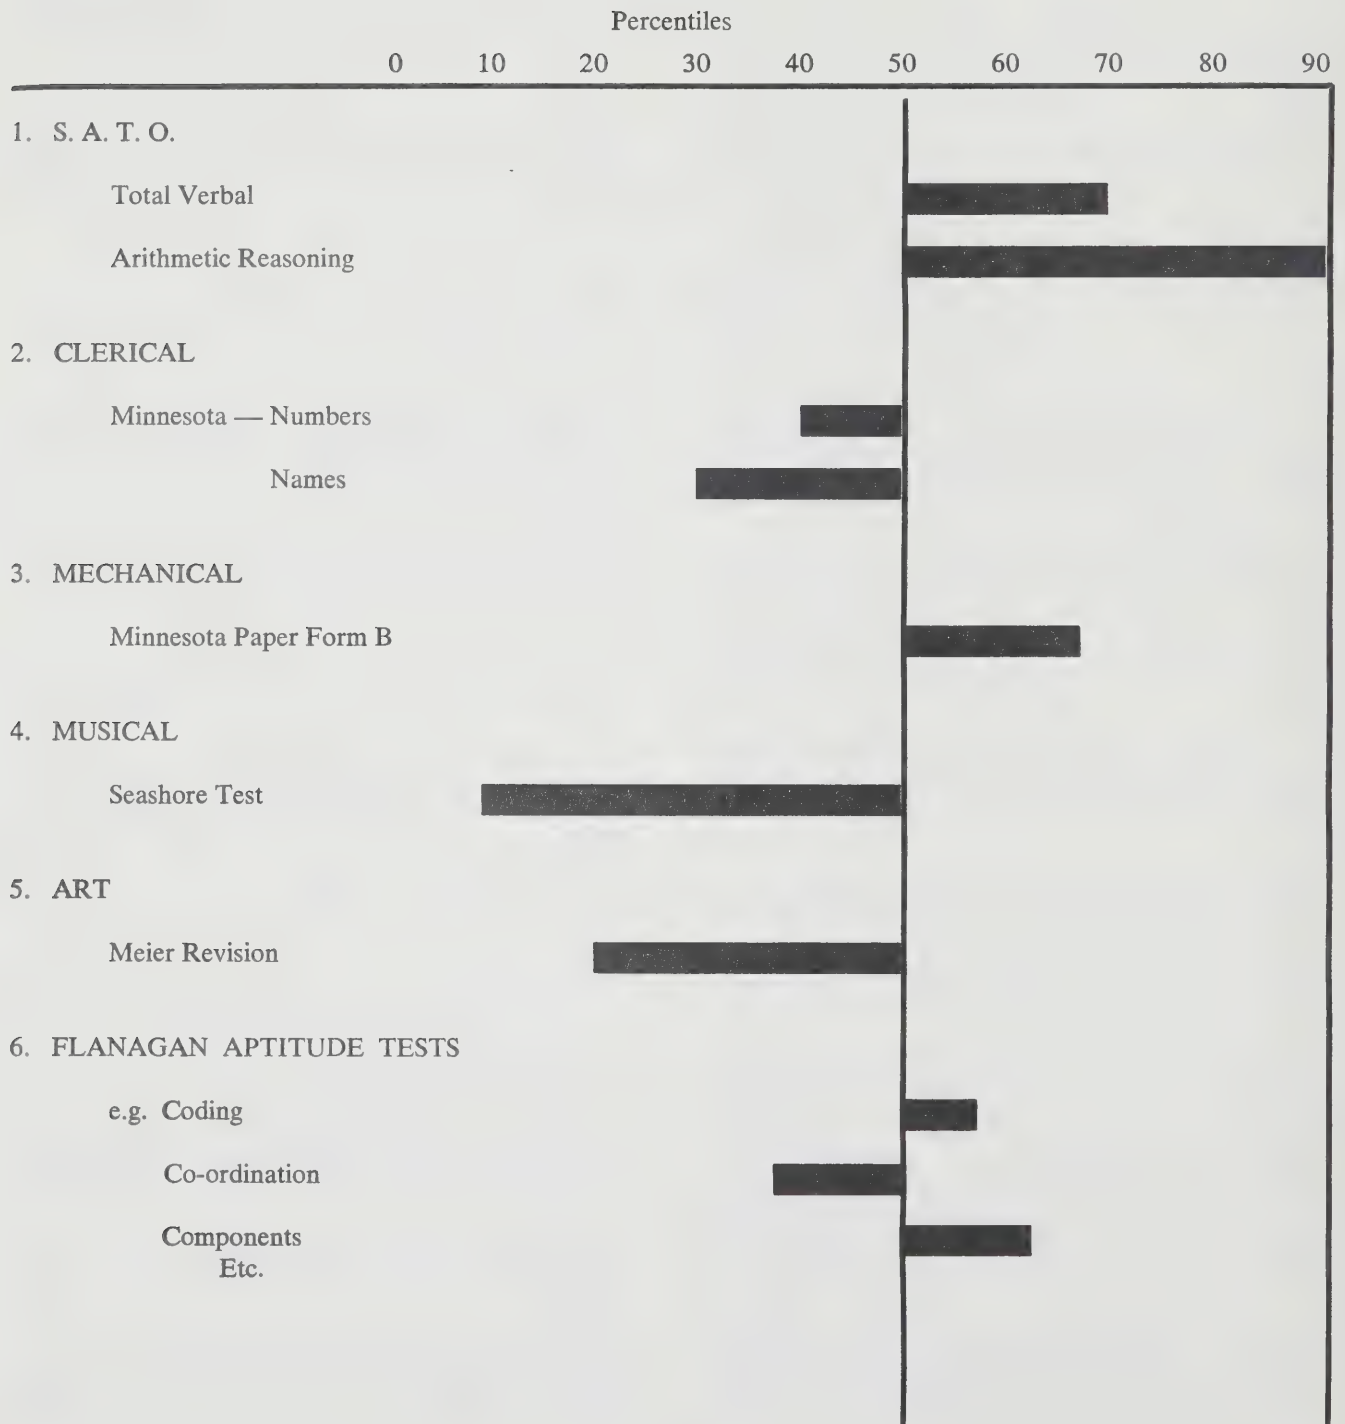 Percentiles
0 10 20 30 40 50 60 70 80 90
1. S. A. T. O.
Total Verbal
Arithmetic Reasoning
2. CLERICAL
Minnesota — Numbers
Names
3. MECHANICAL
Minnesota Paper Form B
4. MUSICAL
Seashore Test
5. ART
Meier Revision
6. FLANAGAN APTITUDE TESTS
e.g. Coding
Co-ordination
Components
Etc.